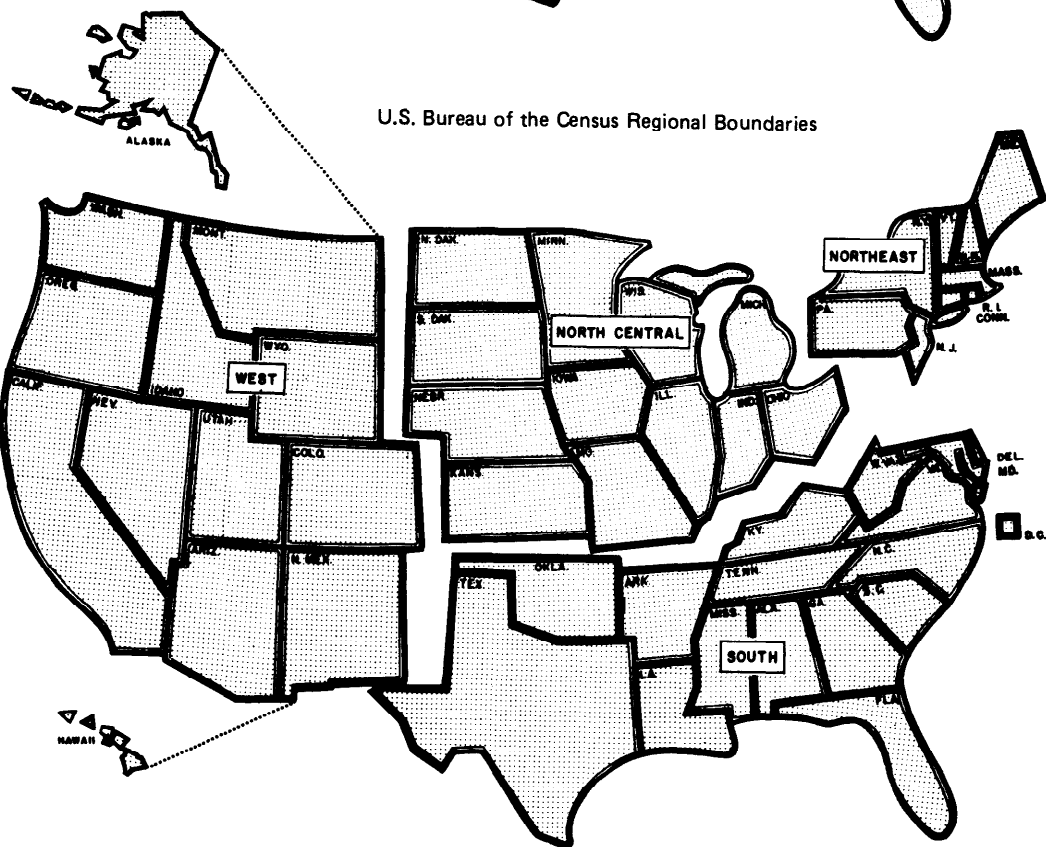 ALASKA
U.S. Bureau of the Census Regional Boundaries
WASH.
MONT.
N. DAK.
MINN.
N.Y.
VT.
N.H.
NORTHEAST
MASS.
OREG.
WIS.
MICH.
PA.
R.I.
CONN.
N.J.
S. DAK.
NORTH CENTRAL
WYO.
WEST
CALIF.
IDAHO
NEV.
UTAH
NEBR.
IOWA
ILL.
IND.
OHIO
COLO.
KANS.
MO.
W. VA.
DEL.
MD.
D.C.
ARIZ.
N. MEX.
TEX.
OKLA.
ARK.
KY.
TENN.
N.C.
S.C.
MISS.
ALA.
GA.
SOUTH
LA.
FLA.
HAWAII